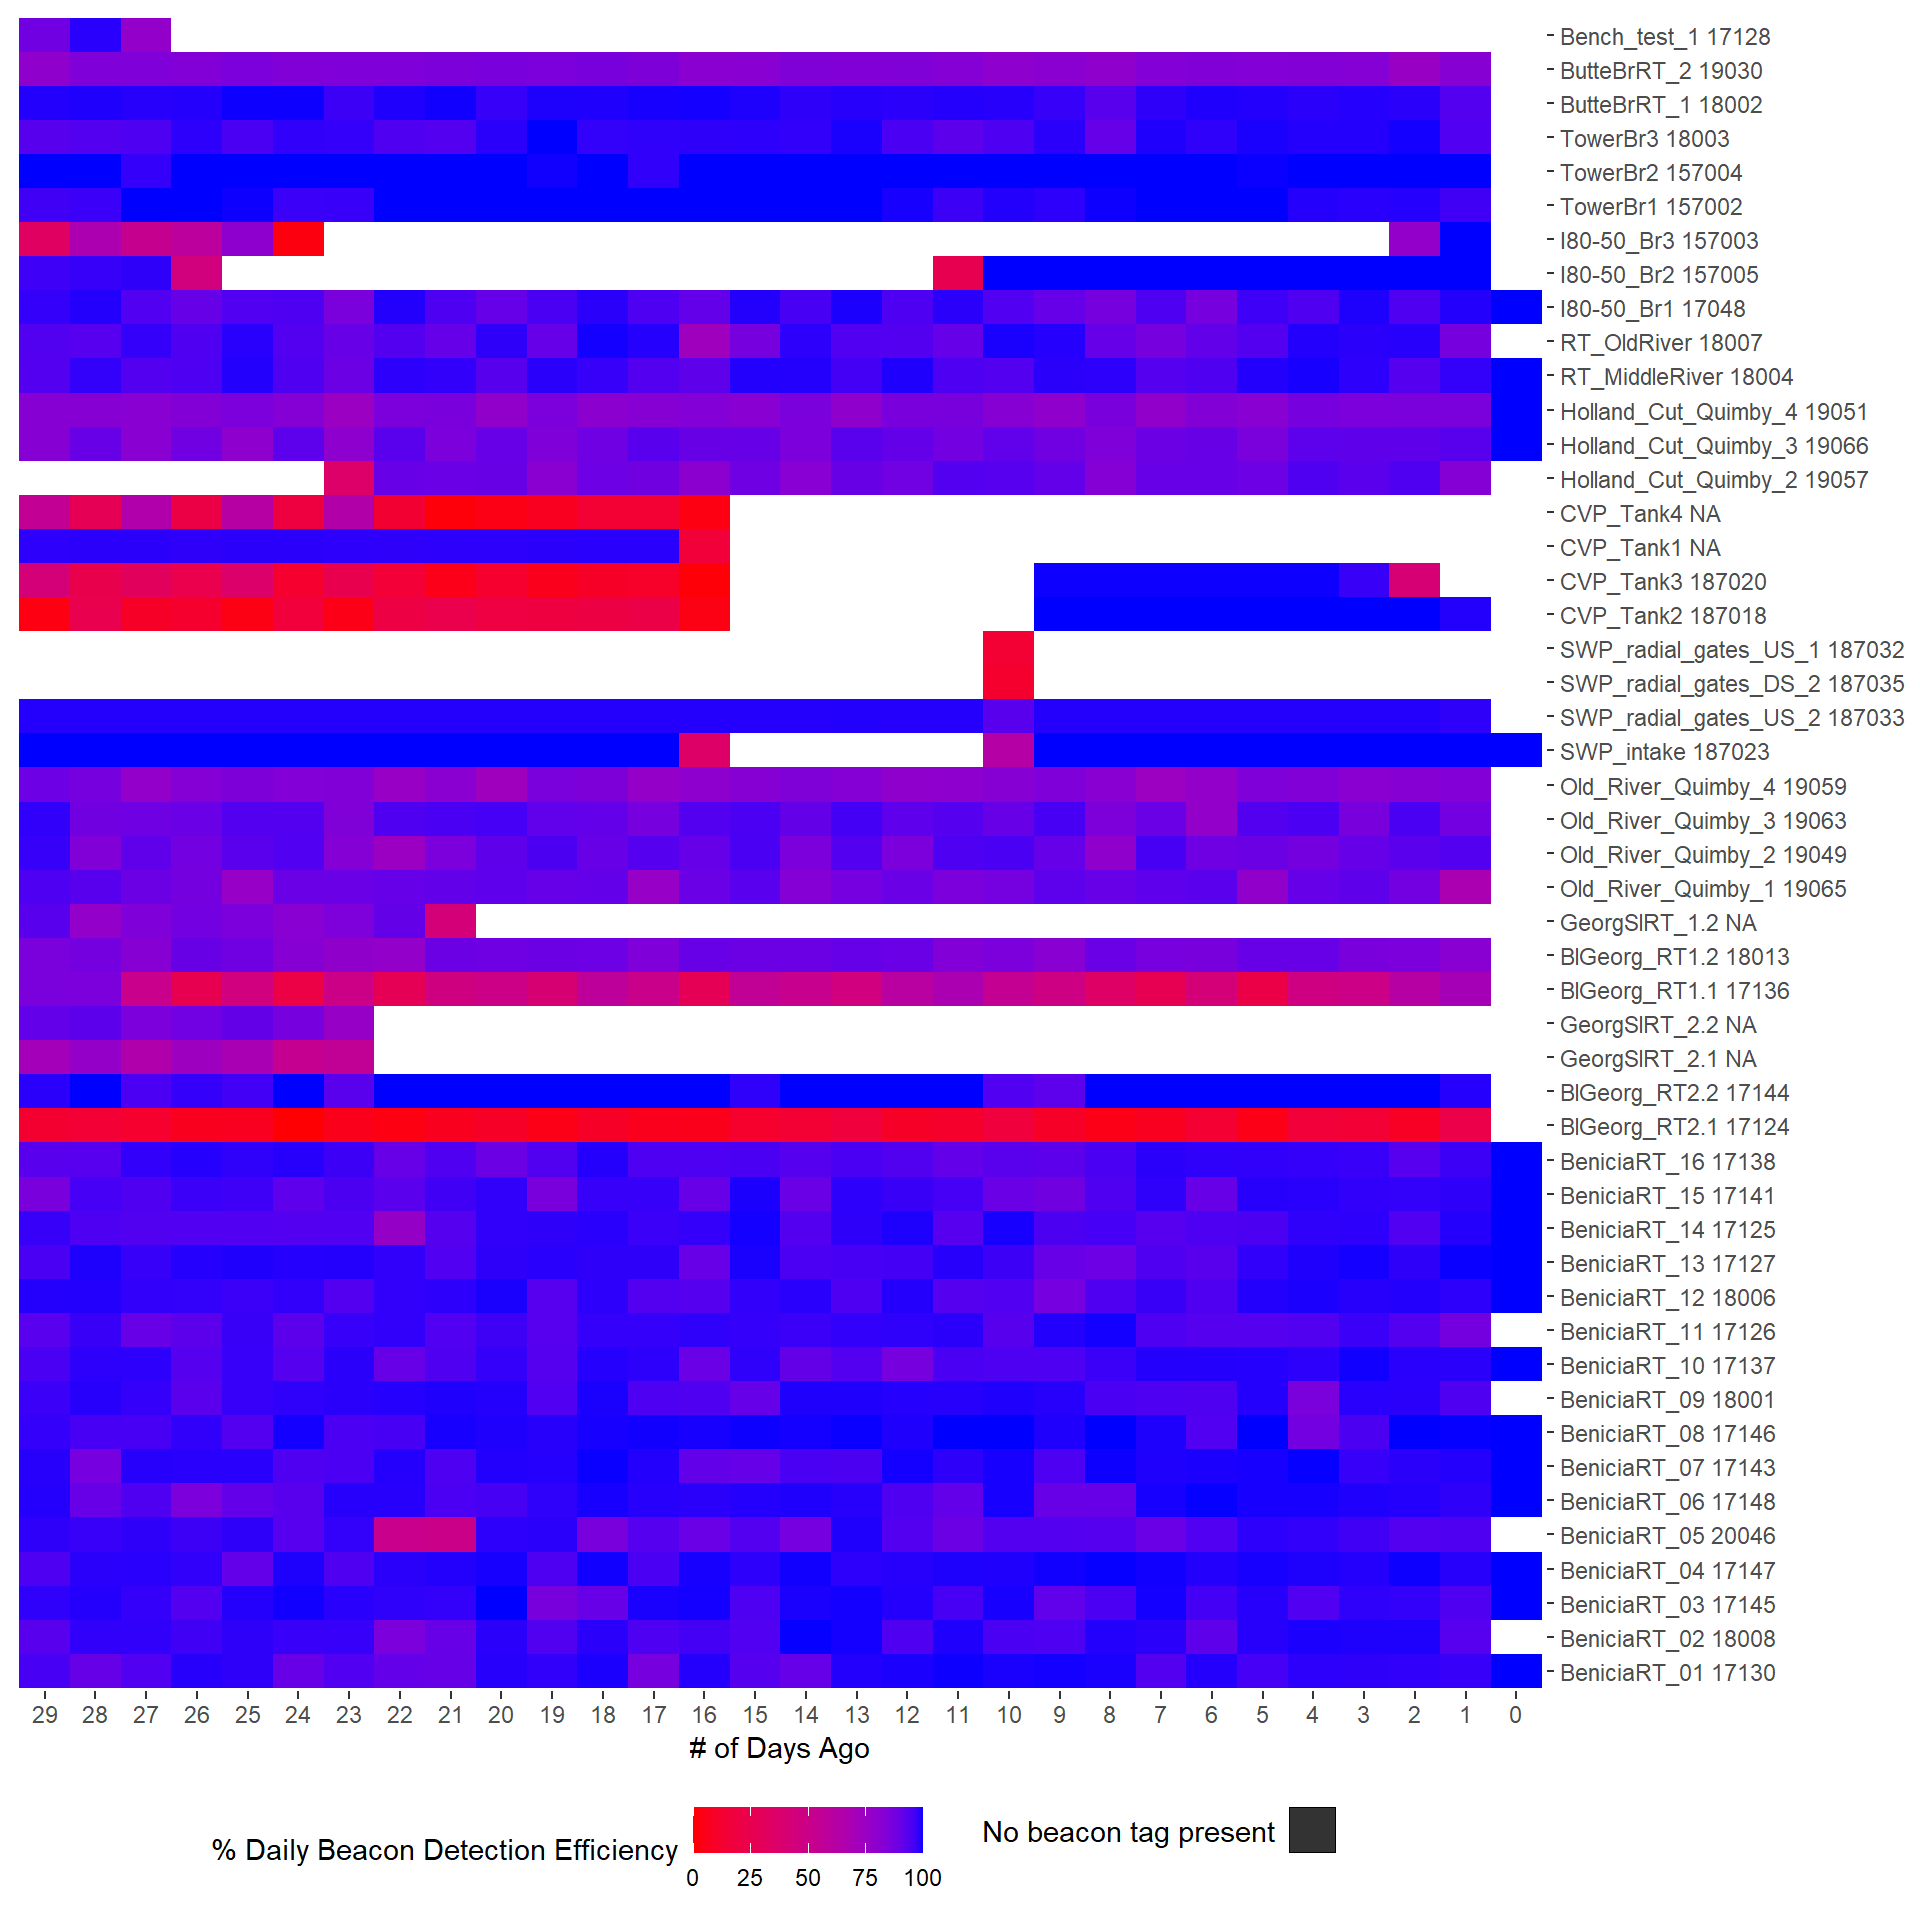 Bench_test_1 17128
ButteBrRT_2 19030
ButteBrRT_1 18002
TowerBr3 18003
TowerBr2 157004
TowerBr1 157002
I80-50_Br3 157003
I80-50_Br2 157005
I80-50_Br1 17048
RT_OldRiver 18007
RT_MiddleRiver 18004
Holland_Cut_Quimby_4 19051
Holland_Cut_Quimby_3 19066
Holland_Cut_Quimby_2 19057
CVP_Tank4 NA
CVP_Tank1 NA
CVP_Tank3 187020
CVP_Tank2 187018
SWP_radial_gates_US_1 187032
SWP_radial_gates_DS_2 187035
SWP_radial_gates_US_2 187033
SWP_intake 187023
Old_River_Quimby_4 19059
Old_River_Quimby_3 19063
Old_River_Quimby_2 19049
Old_River_Quimby_1 19065
GeorgSlRT_1.2 NA
BlGeorg_RT1.2 18013
BlGeorg_RT1.1 17136
GeorgSlRT_2.2 NA
GeorgSlRT_2.1 NA
BlGeorg_RT2.2 17144
BlGeorg_RT2.1 17124
BeniciaRT_16 17138
BeniciaRT_15 17141
BeniciaRT_14 17125
BeniciaRT_13 17127
BeniciaRT_12 18006
BeniciaRT_11 17126
BeniciaRT_10 17137
BeniciaRT_09 18001
BeniciaRT_08 17146
BeniciaRT_07 17143
BeniciaRT_06 17148
BeniciaRT_05 20046
BeniciaRT_04 17147
BeniciaRT_03 17145
BeniciaRT_02 18008
BeniciaRT_01 17130
29 28 27 26 25 24 23 22 21 20 19 18 17 16 15 14 13 12 11 10 9 8 7 6 5 4 3 2 1 0
# of Days Ago
% Daily Beacon Detection Efficiency
0 25 50 75 100
No beacon tag present